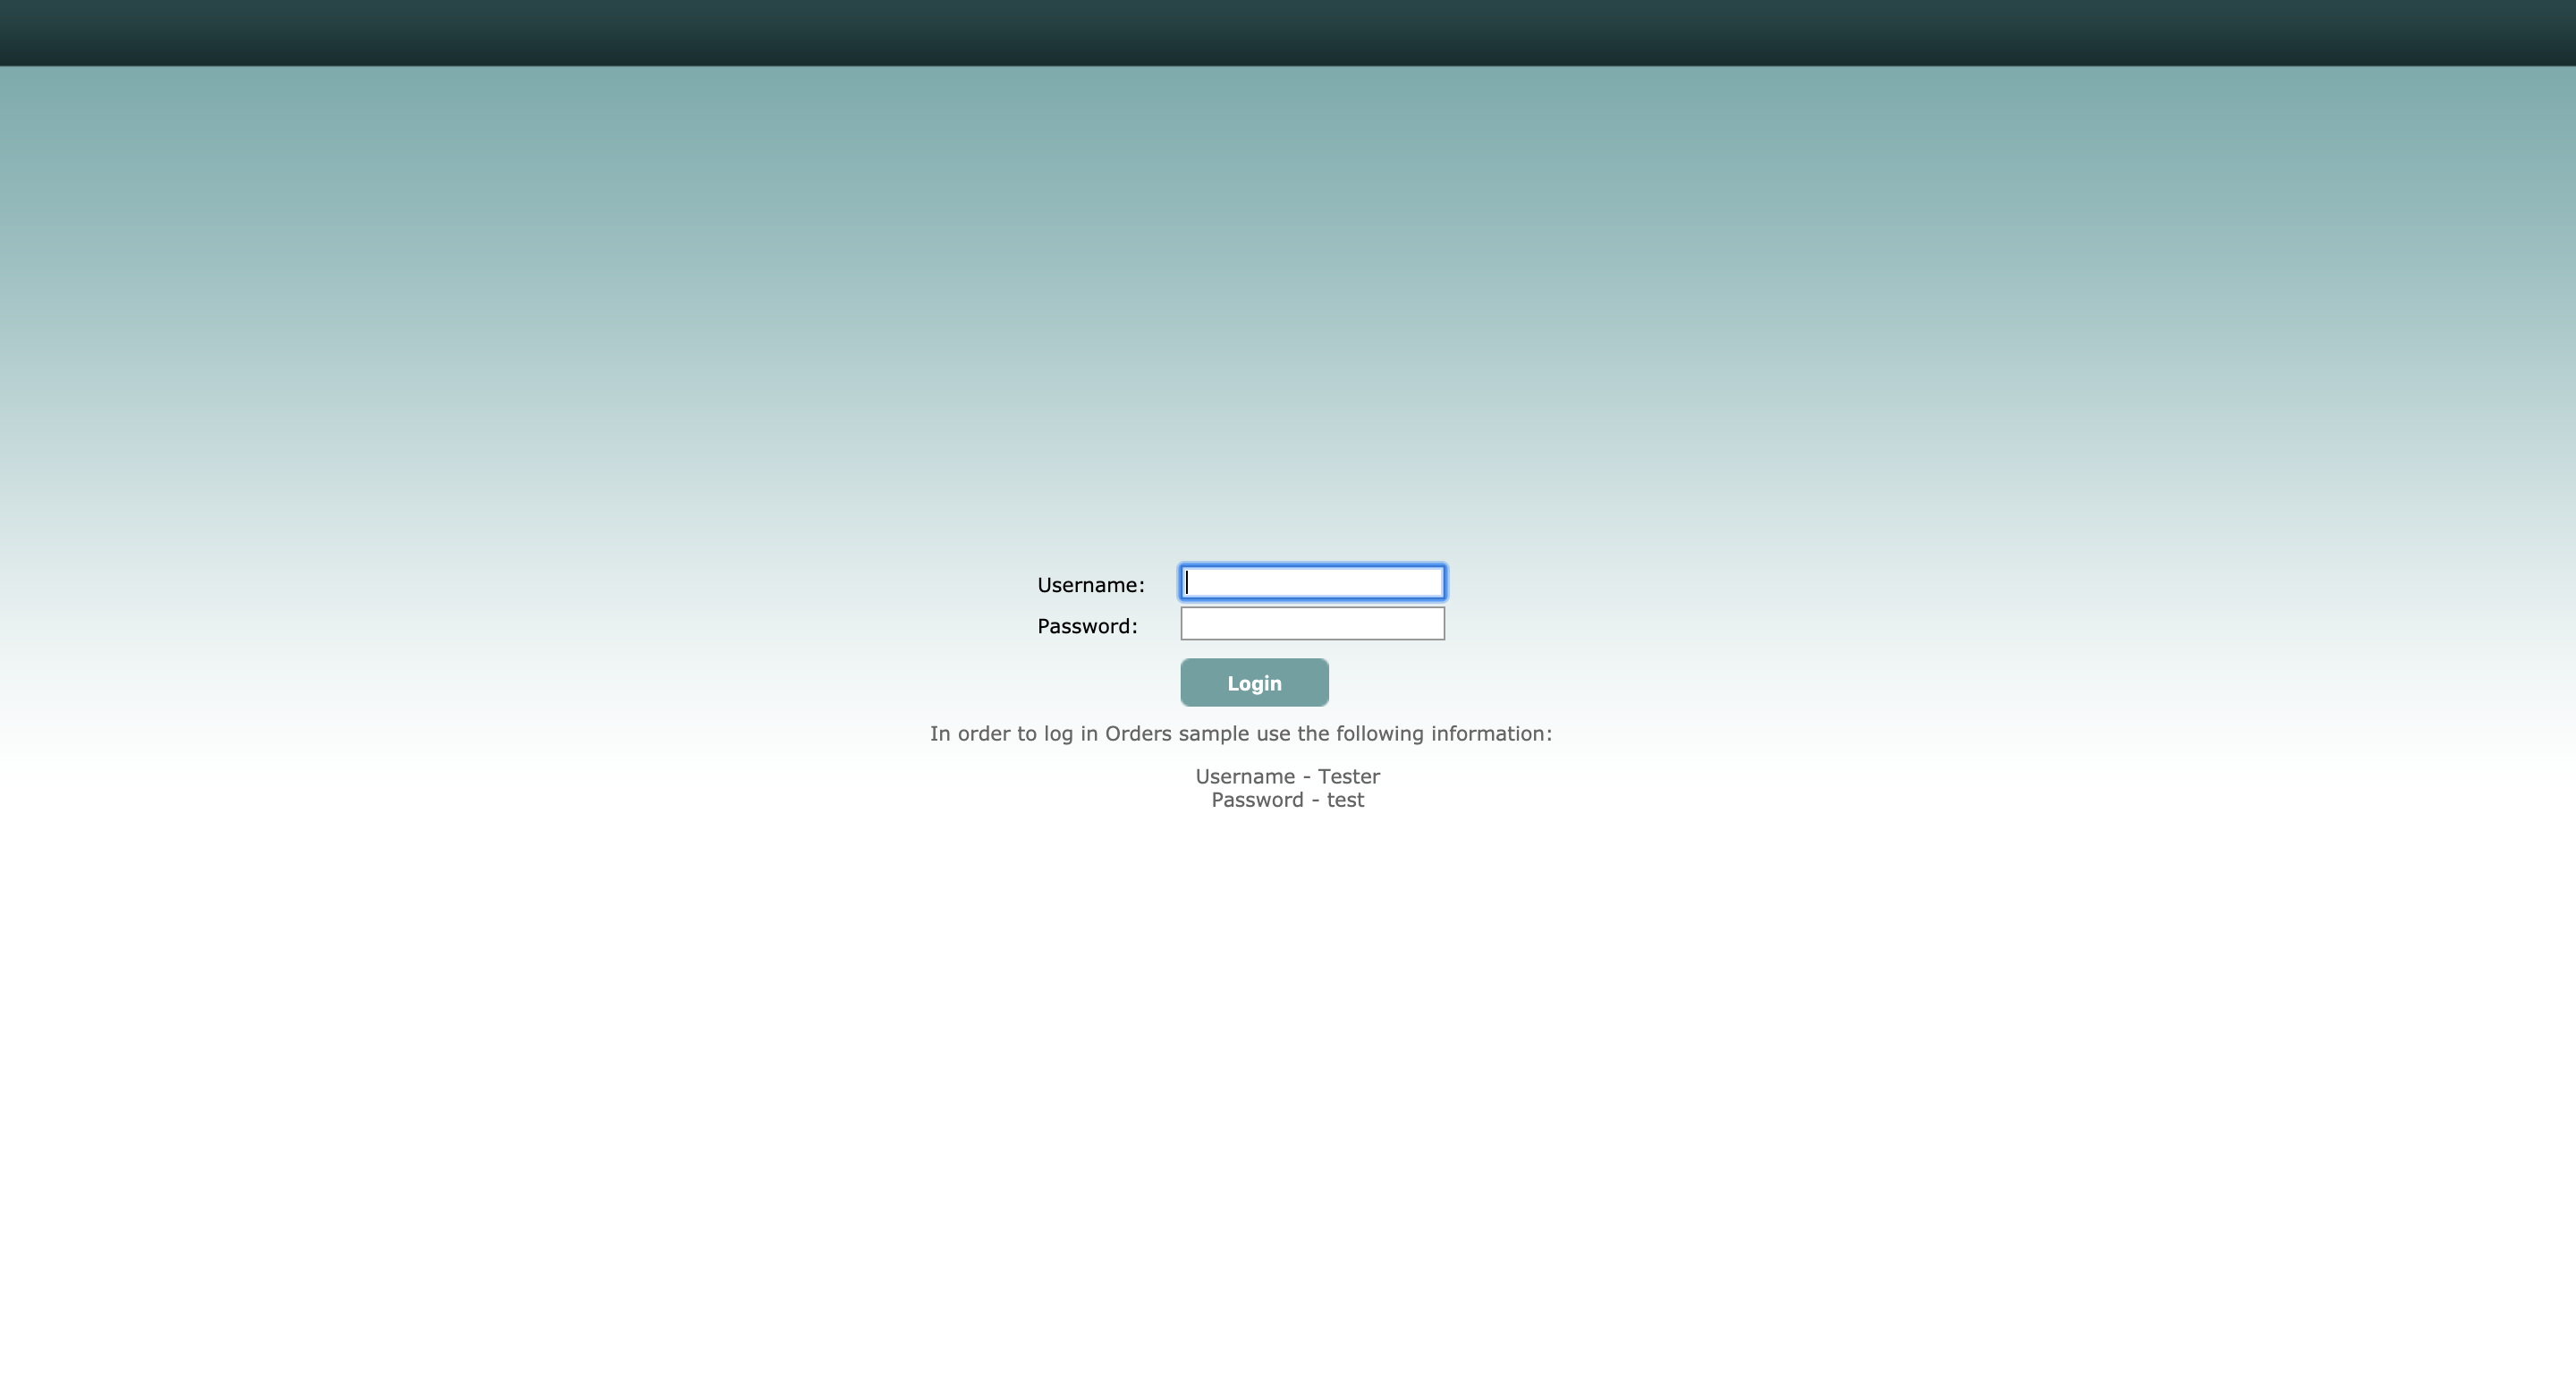 Username:
Password:
Login
In order to log in Orders sample use the following information:
Username - Tester
Password - test